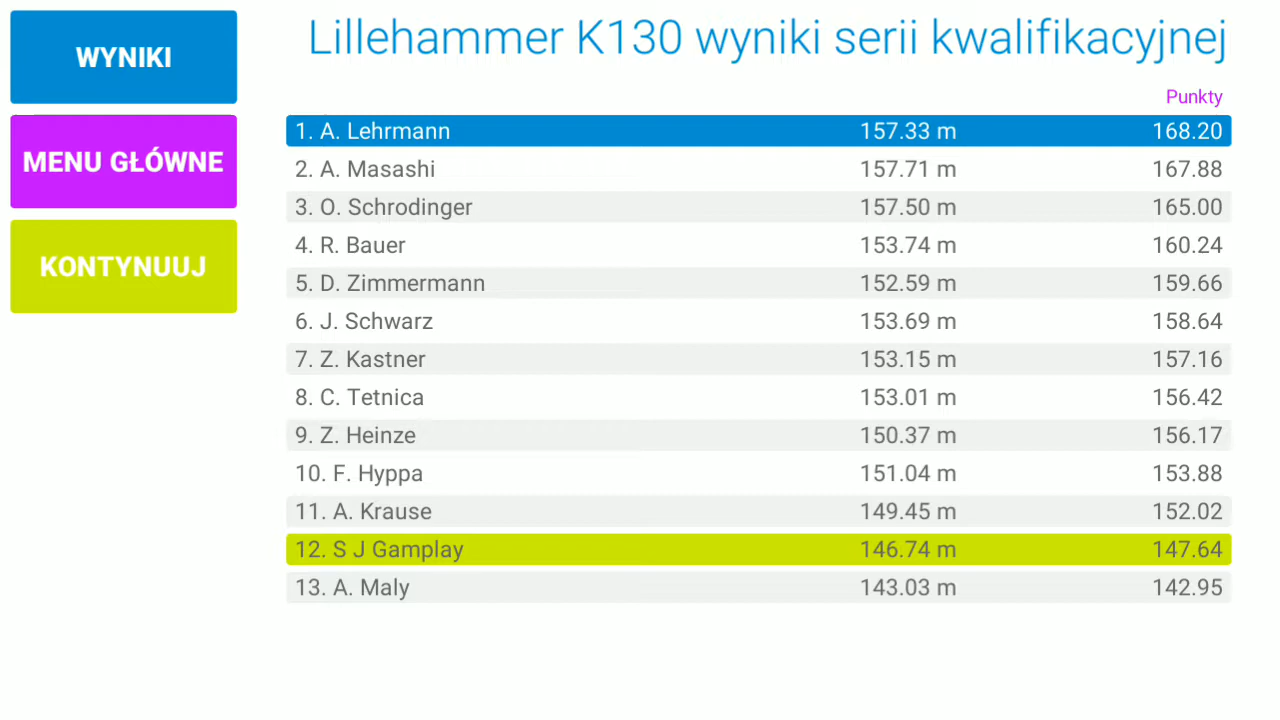 WYNIKI
MENU GŁÓWNE
KONTYNUUJ
Lillehammer K130 wyniki serii kwalifikacyjnej
Punkty
1. A. Lehrmann 157.33 m 168.20
2. A. Masashi 157.71 m 167.88
3. O. Schrodinger 157.50 m 165.00
4. R. Bauer 153.74 m 160.24
5. D. Zimmermann 152.59 m 159.66
6. J. Schwarz 153.69 m 158.64
7. Z. Kastner 153.15 m 157.16
8. C. Tetnica 153.01 m 156.42
9. Z. Heinze 150.37 m 156.17
10. F. Hyppa 151.04 m 153.88
11. A. Krause 149.45 m 152.02
12. S J Gamplay 146.74 m 147.64
13. A. Maly 143.03 m 142.95